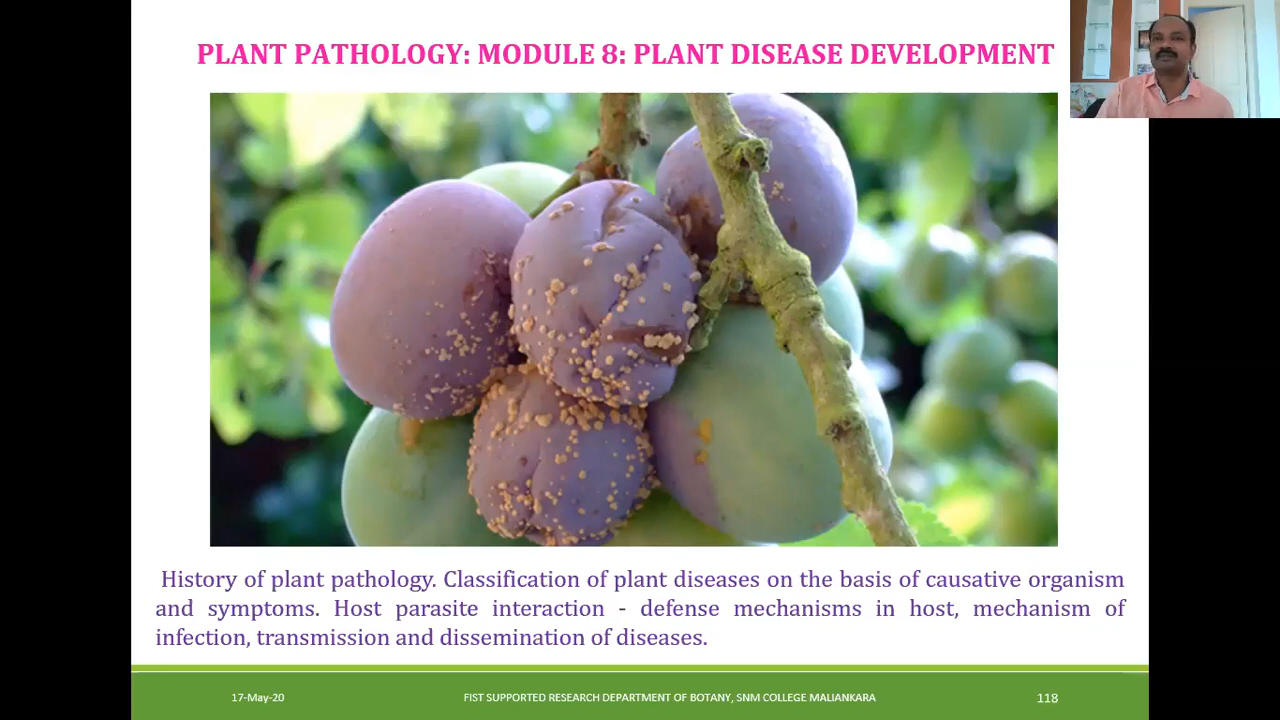 PLANT PATHOLOGY: MODULE 8: PLANT DISEASE DEVELOPMENT
History of plant pathology. Classification of plant diseases on the basis of causative organism
and symptoms. Host parasite interaction - defense mechanisms in host, mechanism of
infection, transmission and dissemination of diseases.
17-May-20 FIST SUPPORTED RESEARCH DEPARTMENT OF BOTANY, SNM COLLEGE MALIANKARA 118